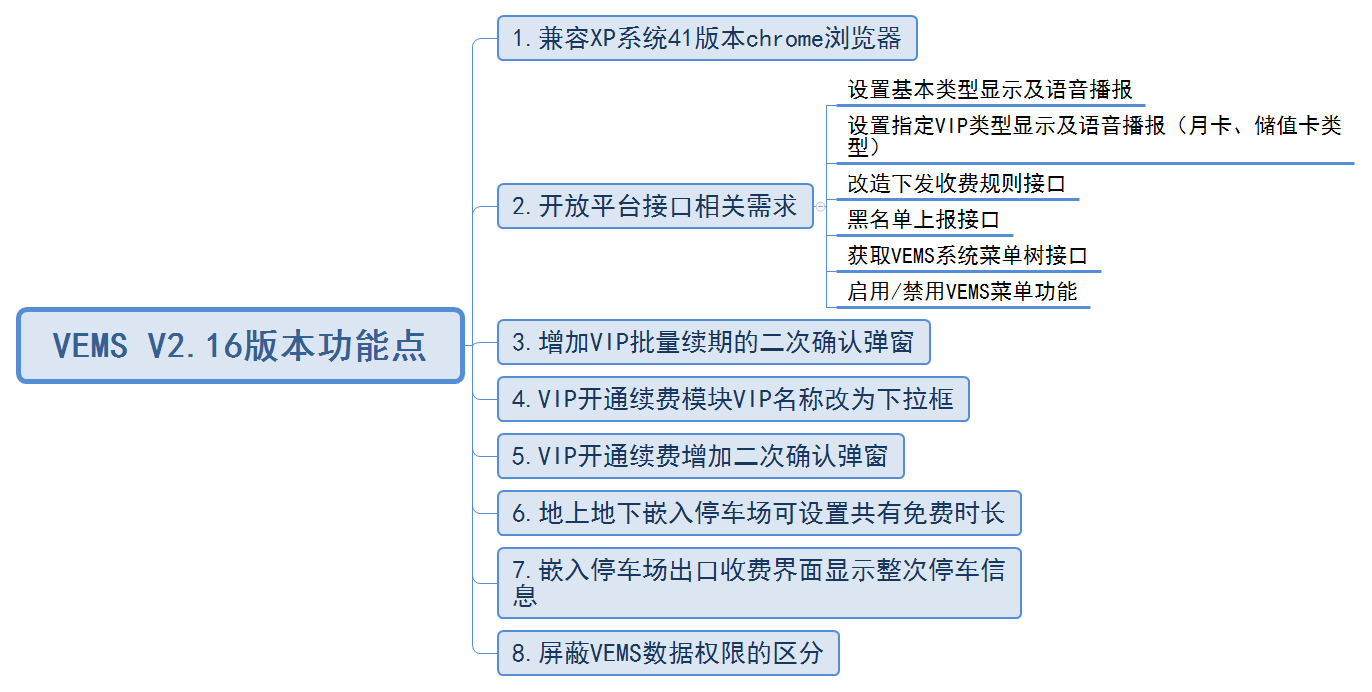 VEMS V2.16版本功能点
1.兼容XP系统41版本chrome浏览器
2.开放平台接口相关需求
设置基本类型显示及语音播报
设置指定VIP类型显示及语音播报（月卡、储值卡类
型）
改造下发收费规则接口
黑名单上报接口
获取VEMS系统菜单树接口
启用/禁用VEMS菜单功能
3.增加VIP批量续期的二次确认弹窗
4.VIP开通续费模块VIP名称改为下拉框
5.VIP开通续费增加二次确认弹窗
6.地上地下嵌入停车场可设置共有免费时长
7.嵌入停车场出口收费界面显示整次停车信
息
8.屏蔽VEMS数据权限的区分